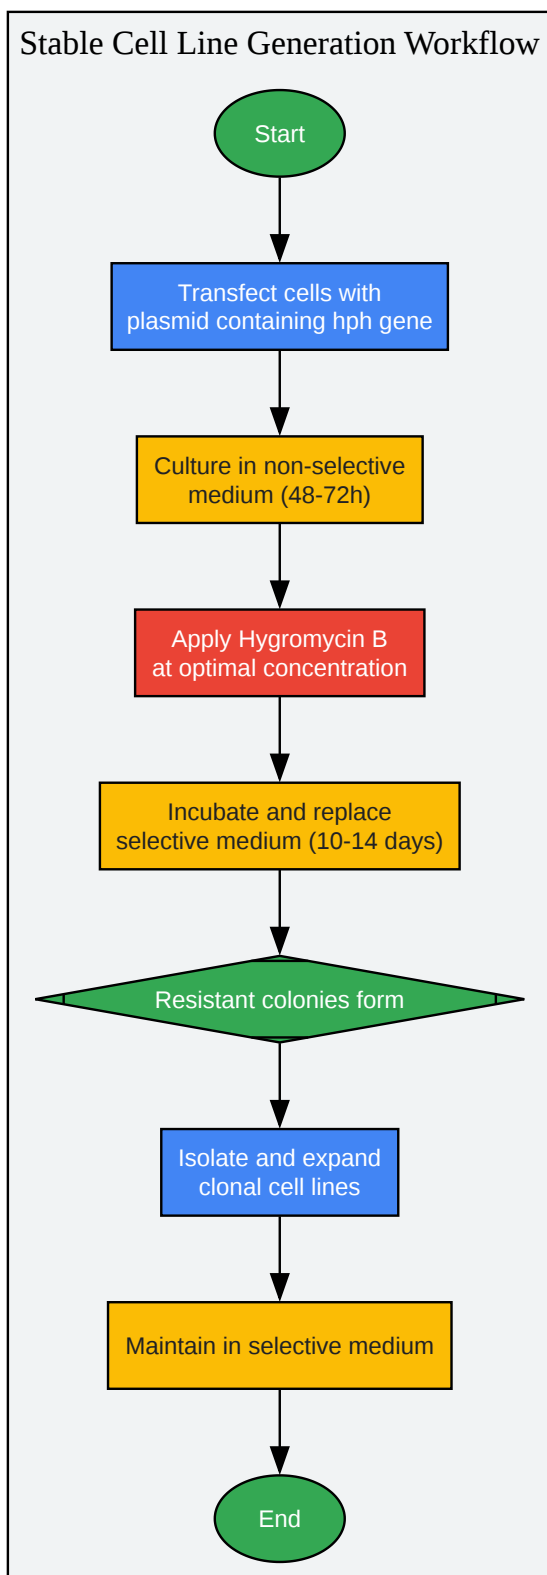 Stable Cell Line Generation Workflow
Start
Transfect cells with
plasmid containing hph gene
Culture in non-selective
medium (48-72h)
Apply Hygromycin B
at optimal concentration
Incubate and replace
selective medium (10-14 days)
Resistant colonies form
Isolate and expand
clonal cell lines
Maintain in selective medium
End